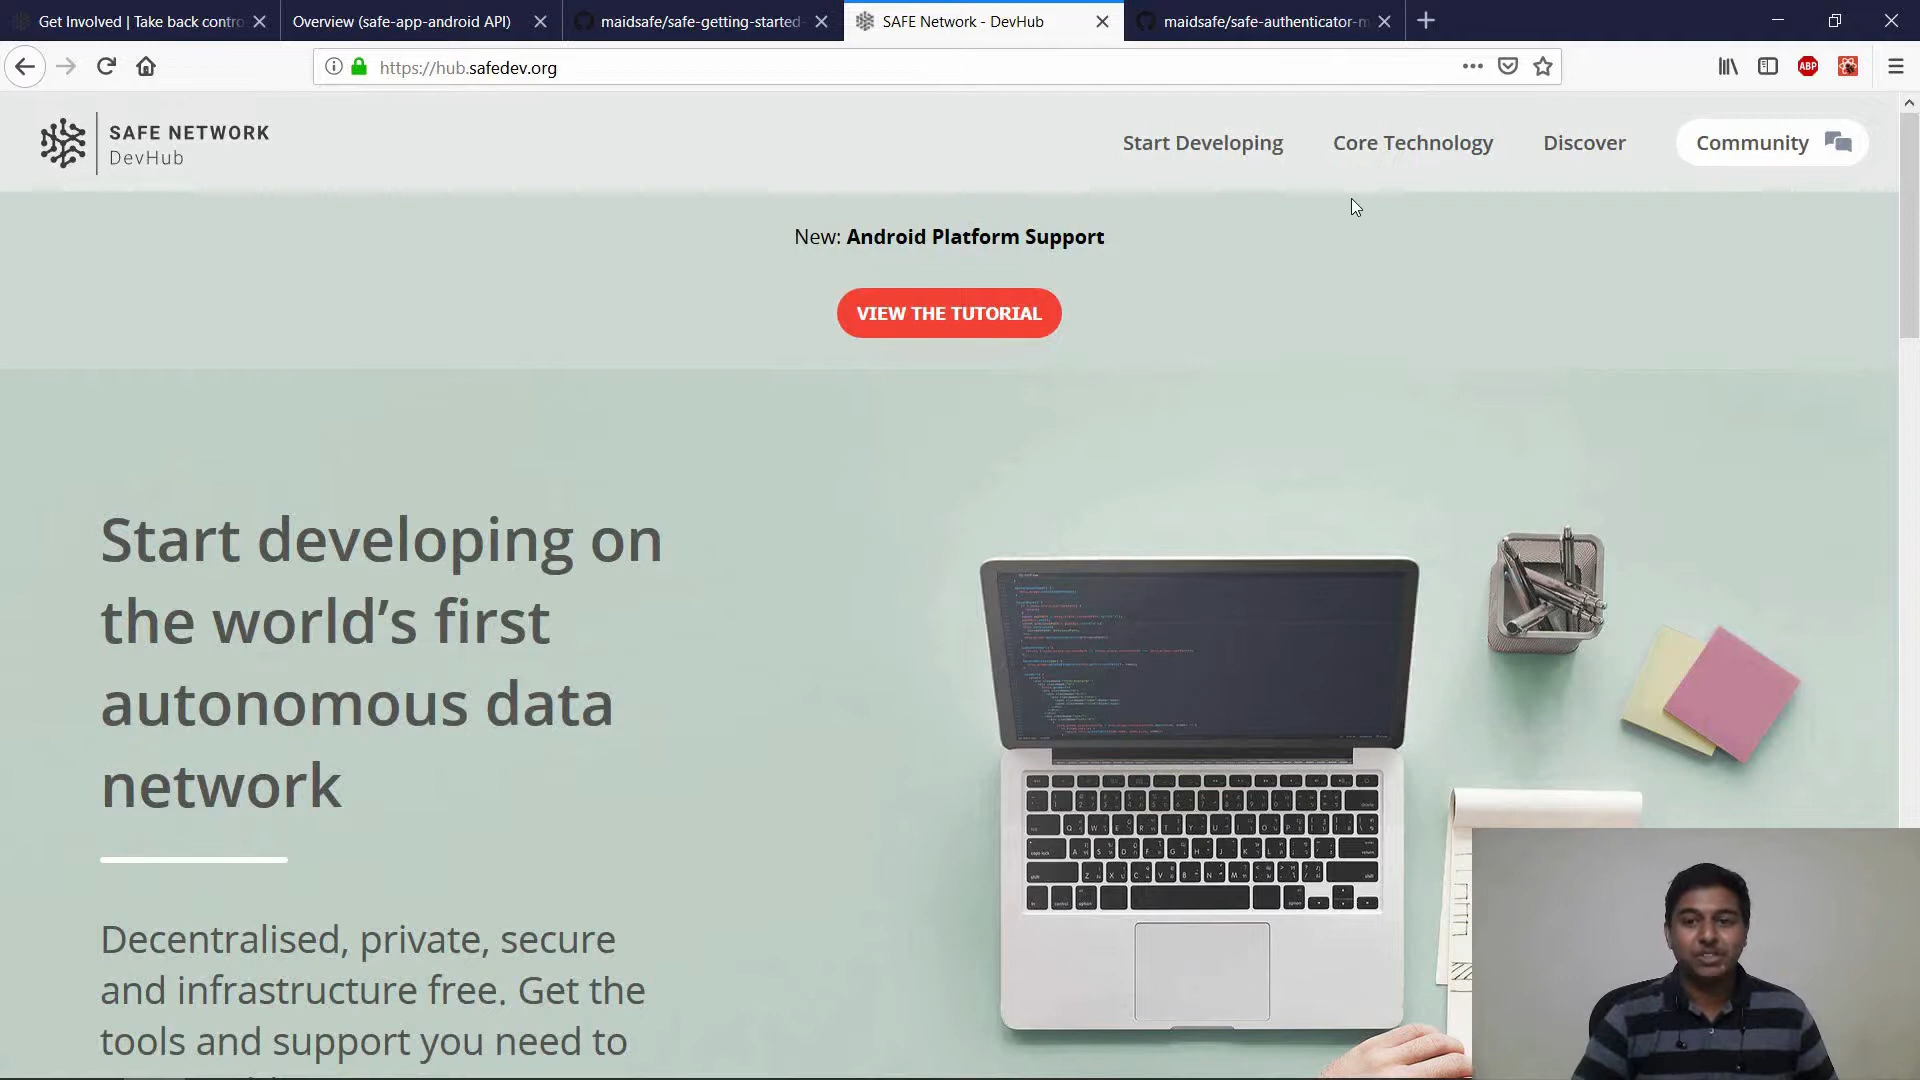 Get Involved | Take back contro
Overview (safe-app-android API)
maidsafe/safe-getting-started-
SAFE Network - DevHub
maidsafe/safe-authenticator-m
https://hub.safedev.org
ABP
SAFE NETWORK
DevHub
Start Developing
Core Technology
Discover
Community
New: Android Platform Support
VIEW THE TUTORIAL
Start developing on
the world’s first
autonomous data
network
Decentralised, private, secure
and infrastructure free. Get the
tools and support you need to